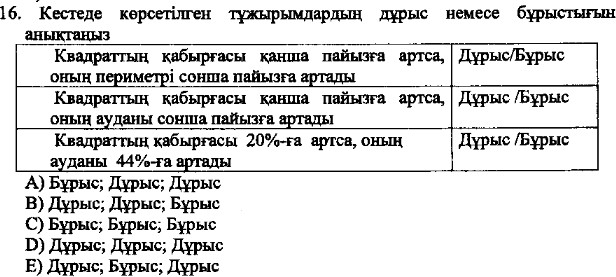 16. Кестеде көрсетілген тұжырымдардың дұрыс немесе бұрыстығын
анықтаңыз
Квадраттың қабырғасы қанша пайызға артса, Дұрыс/Бұрыс
оның периметрі сонша пайызға артады
Квадраттың қабырғасы қанша пайызға артса, Дұрыс /Бұрыс
оның ауданы сонша пайызға артады
Квадраттың қабырғасы 20%-ға артса, оның Дұрыс /Бұрыс
ауданы 44%-ға артады
A) Бұрыс; Дұрыс; Дұрыс
B) Дұрыс; Дұрыс; Бұрыс
C) Бұрыс; Бұрыс; Бұрыс
D) Дұрыс; Дұрыс; Дұрыс
E) Дұрыс; Бұрыс; Дұрыс